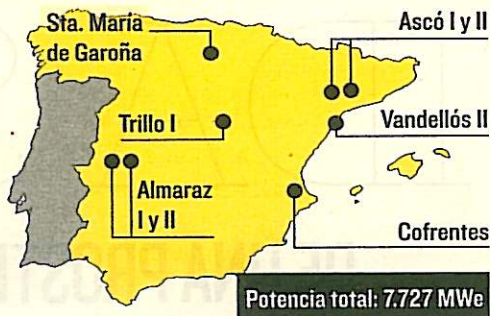 Sta. María
de Garoña
Ascó I y II
Trillo I
Vandellós II
Almaraz
I y II
Cofrentes
Potencia total: 7.727 MWe